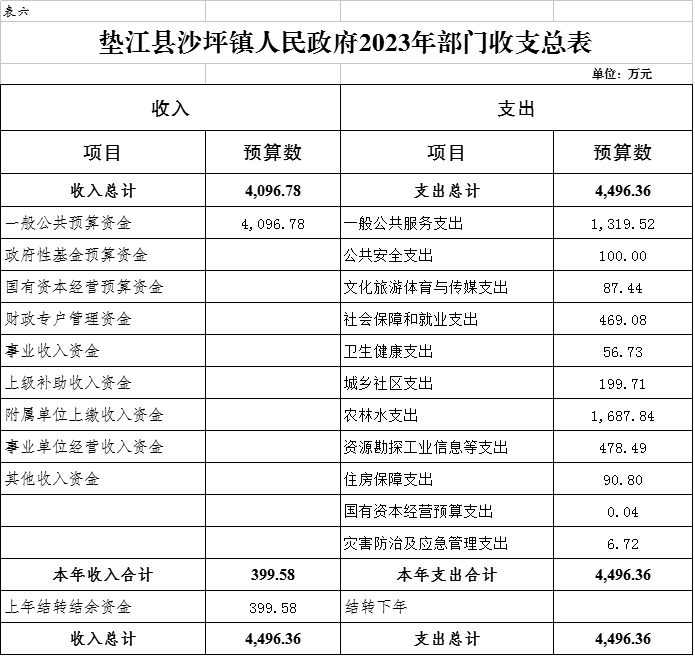 表六
垫江县沙坪镇人民政府2023年部门收支总表
单位：万元
收入 支出
项目 预算数 项目 预算数
收入总计 4,096.78 支出总计 4,496.36
一般公共预算资金 4,096.78 一般公共服务支出 1,319.52
政府性基金预算资金 公共安全支出 100.00
国有资本经营预算资金 文化旅游体育与传媒支出 87.44
财政专户管理资金 社会保障和就业支出 469.08
事业收入资金 卫生健康支出 56.73
上级补助收入资金 城乡社区支出 199.71
附属单位上缴收入资金 农林水支出 1,687.84
事业单位经营收入资金 资源勘探工业信息等支出 478.49
其他收入资金 住房保障支出 90.80
国有资本经营预算支出 0.04
灾害防治及应急管理支出 6.72
本年收入合计 399.58 本年支出合计 4,496.36
上年结转结余资金 399.58 结转下年
收入总计 4,496.36 支出总计 4,496.36